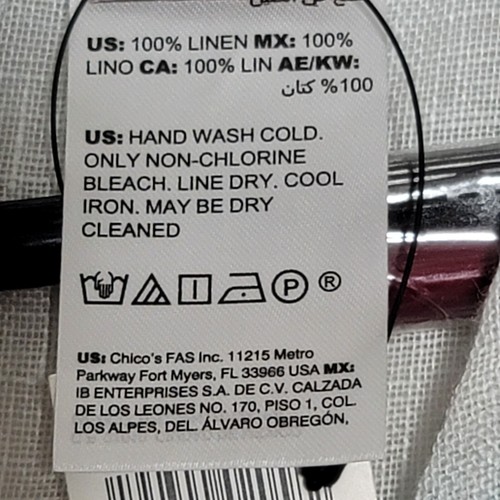 US: 100% LINEN MX: 100%
LINO CA: 100% LIN AE/KW:
100% كتان
US: HAND WASH COLD.
ONLY NON-CHLORINE
BLEACH. LINE DRY. COOL
IRON. MAY BE DRY
CLEANED
P ®
US: Chico's FAS Inc. 11215 Metro
Parkway Fort Myers, FL 33966 USA MX:
IB ENTERPRISES S.A. DE C.V. CALZADA
DE LOS LEONES NO. 170, PISO 1, COL.
LOS ALPES, DEL. ÁLVARO OBREGÓN,